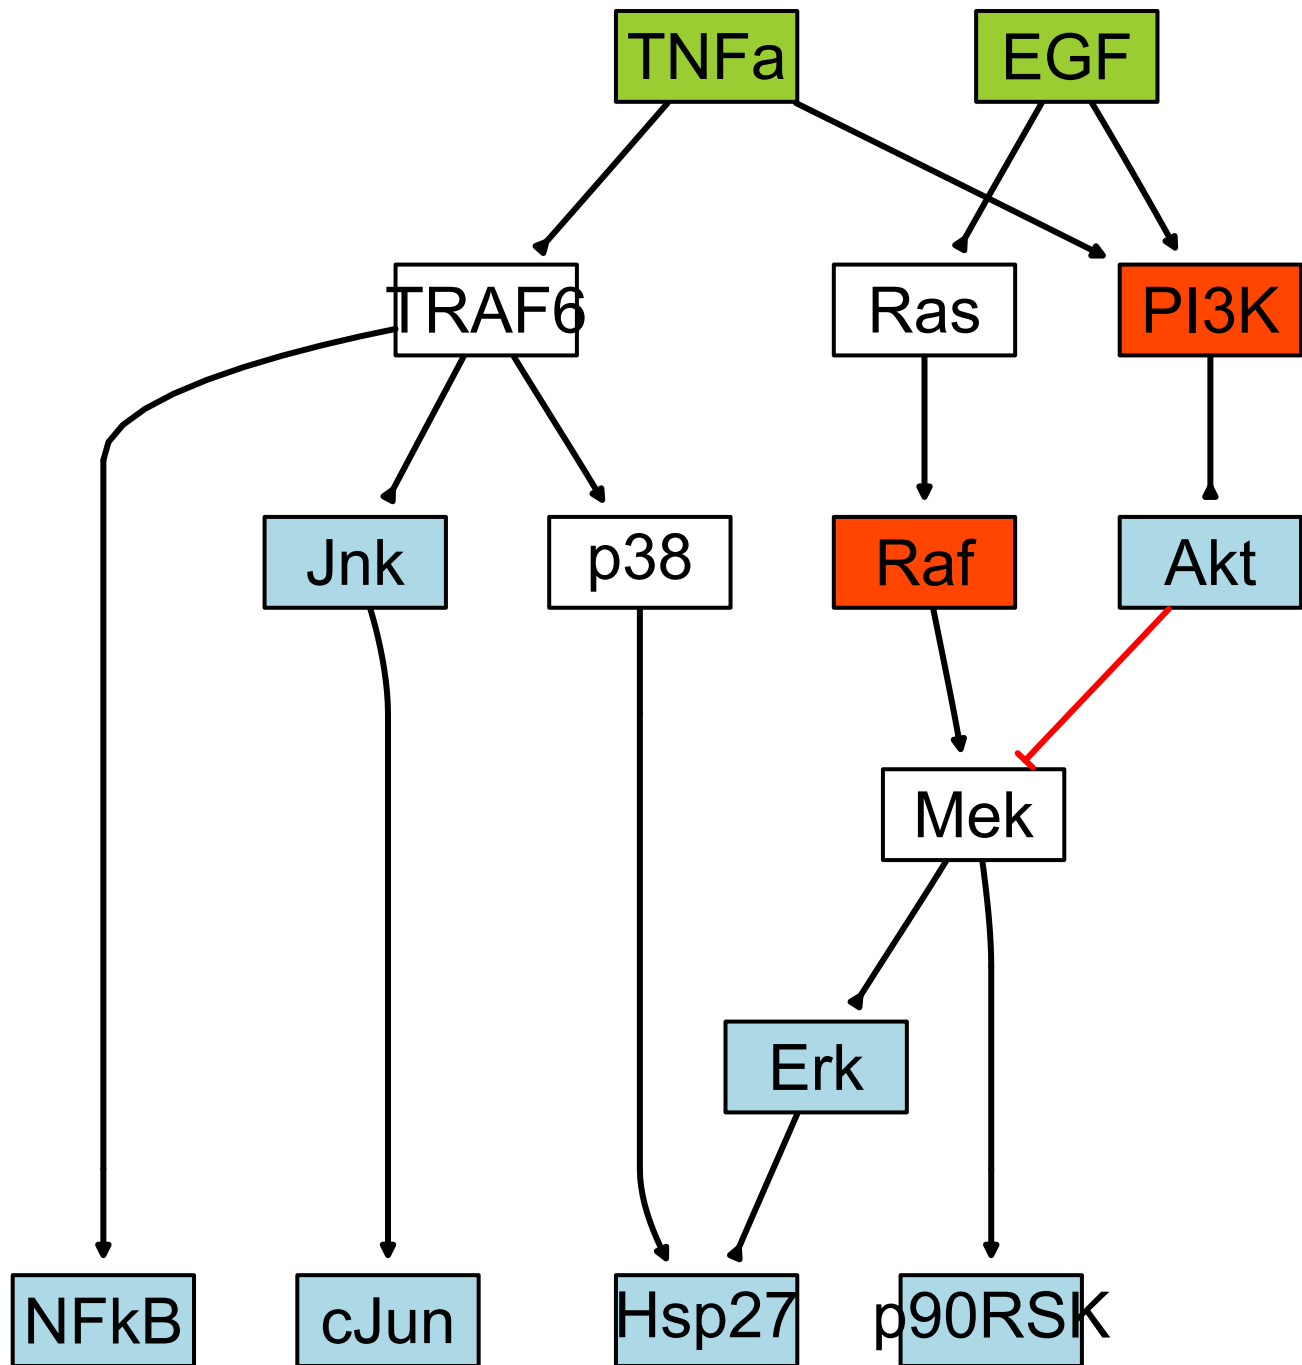 TNFa
EGF
TRAF6
Ras
PI3K
Jnk
p38
Raf
Akt
Mek
Erk
NFkB
cJun
Hsp27
p90RSK